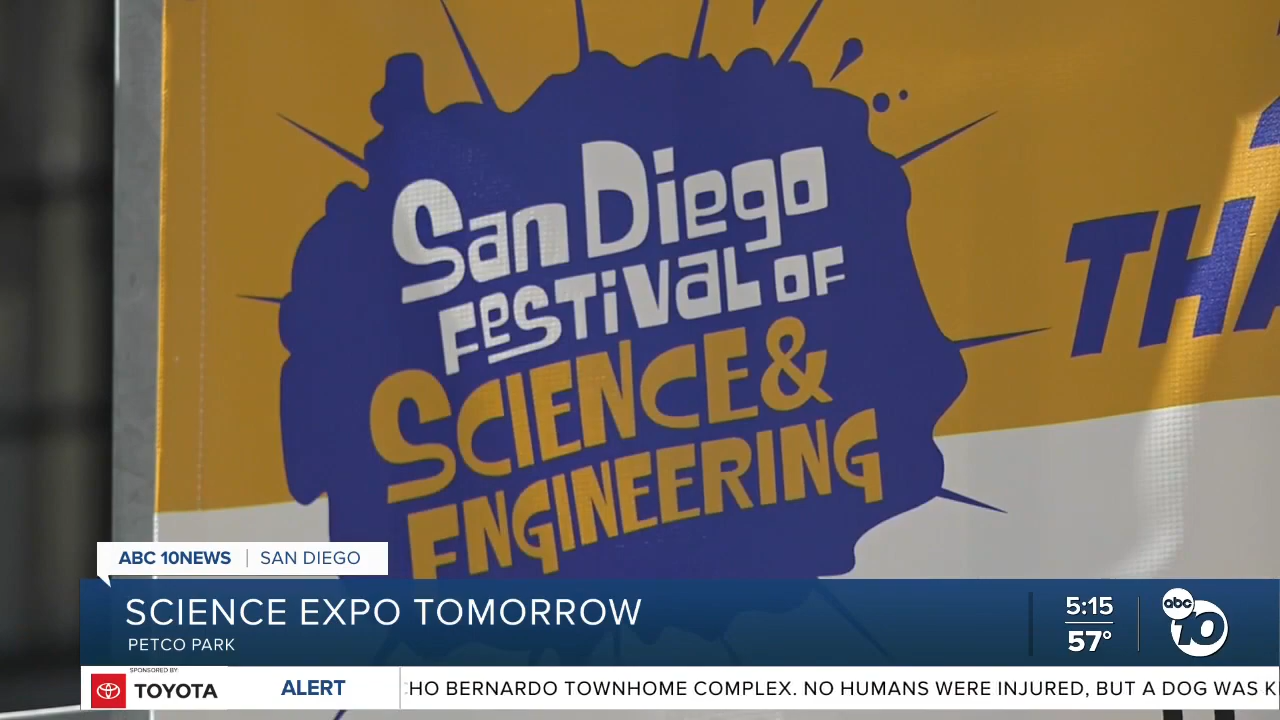 San Diego
FESTIVAL OF
SCIENCE &
ENGINEERING
ABC 10NEWS | SAN DIEGO
SCIENCE EXPO TOMORROW
PETCO PARK
5:15
57°
abc
10
SPONSORED BY:
TOYOTA
ALERT
HO BERNARDO TOWNHOME COMPLEX. NO HUMANS WERE INJURED, BUT A DOG WAS K